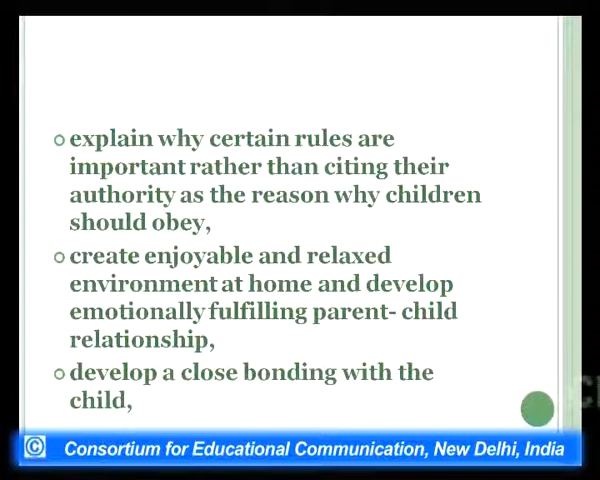 explain why certain rules are
important rather than citing their
authority as the reason why children
should obey,
create enjoyable and relaxed
environment at home and develop
emotionally fulfilling parent- child
relationship,
develop a close bonding with the
child,
© Consortium for Educational Communication, New Delhi, India